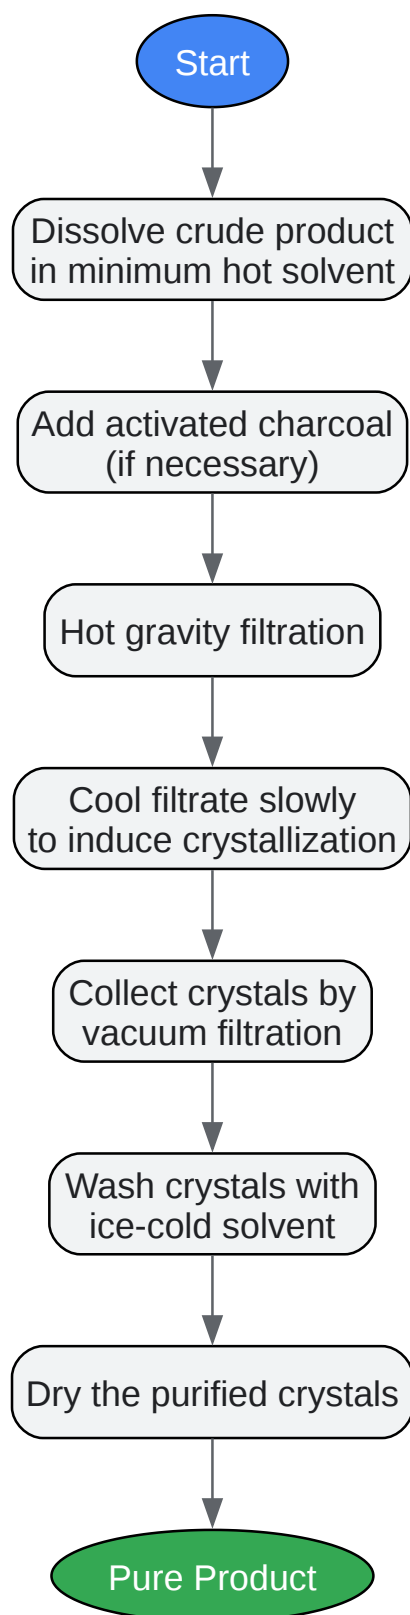 Start
Dissolve crude product
in minimum hot solvent
Add activated charcoal
(if necessary)
Hot gravity filtration
Cool filtrate slowly
to induce crystallization
Collect crystals by
vacuum filtration
Wash crystals with
ice-cold solvent
Dry the purified crystals
Pure Product